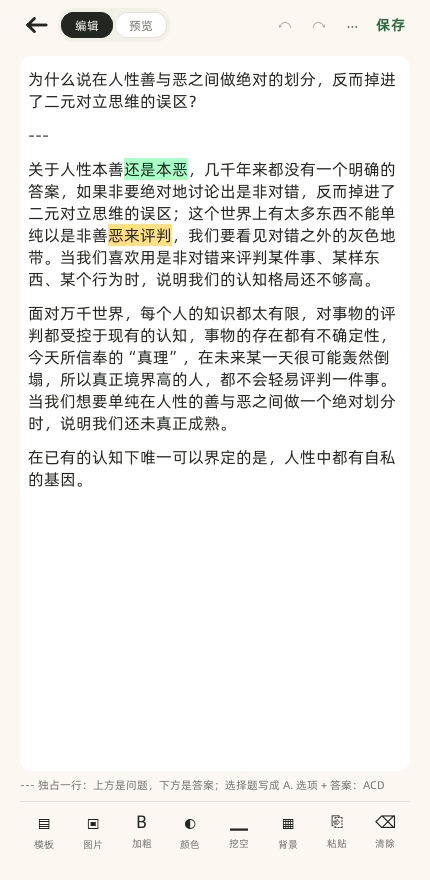 编辑 预览 ... 保存
为什么说在人性善与恶之间做绝对的划分，反而掉进
了二元对立思维的误区？
---
关于人性本善还是本恶，几千年来都没有一个明确的
答案，如果非要绝对地讨论出是非对错，反而掉进了
二元对立思维的误区；这个世界上有太多东西不能单
纯以是非善恶来评判，我们要看见对错之外的灰色地
带。当我们喜欢用是非对错来评判某件事、某样东
西、某个行为时，说明我们的认知格局还不够高。
面对万千世界，每个人的知识都太有限，对事物的评
判都受控于现有的认知，事物的存在都有不确定性，
今天所信奉的“真理”，在未来某一天很可能轰然倒
塌，所以真正境界高的人，都不会轻易评判一件事。
当我们想要单纯在人性的善与恶之间做一个绝对划分
时，说明我们还未真正成熟。
在已有的认知下唯一可以界定的是，人性中都有自私
的基因。
--- 独占一行：上方是问题，下方是答案；选择题写成 A. 选项 + 答案：ACD
B
模板 图片 加粗 颜色 挖空 背景 粘贴 清除